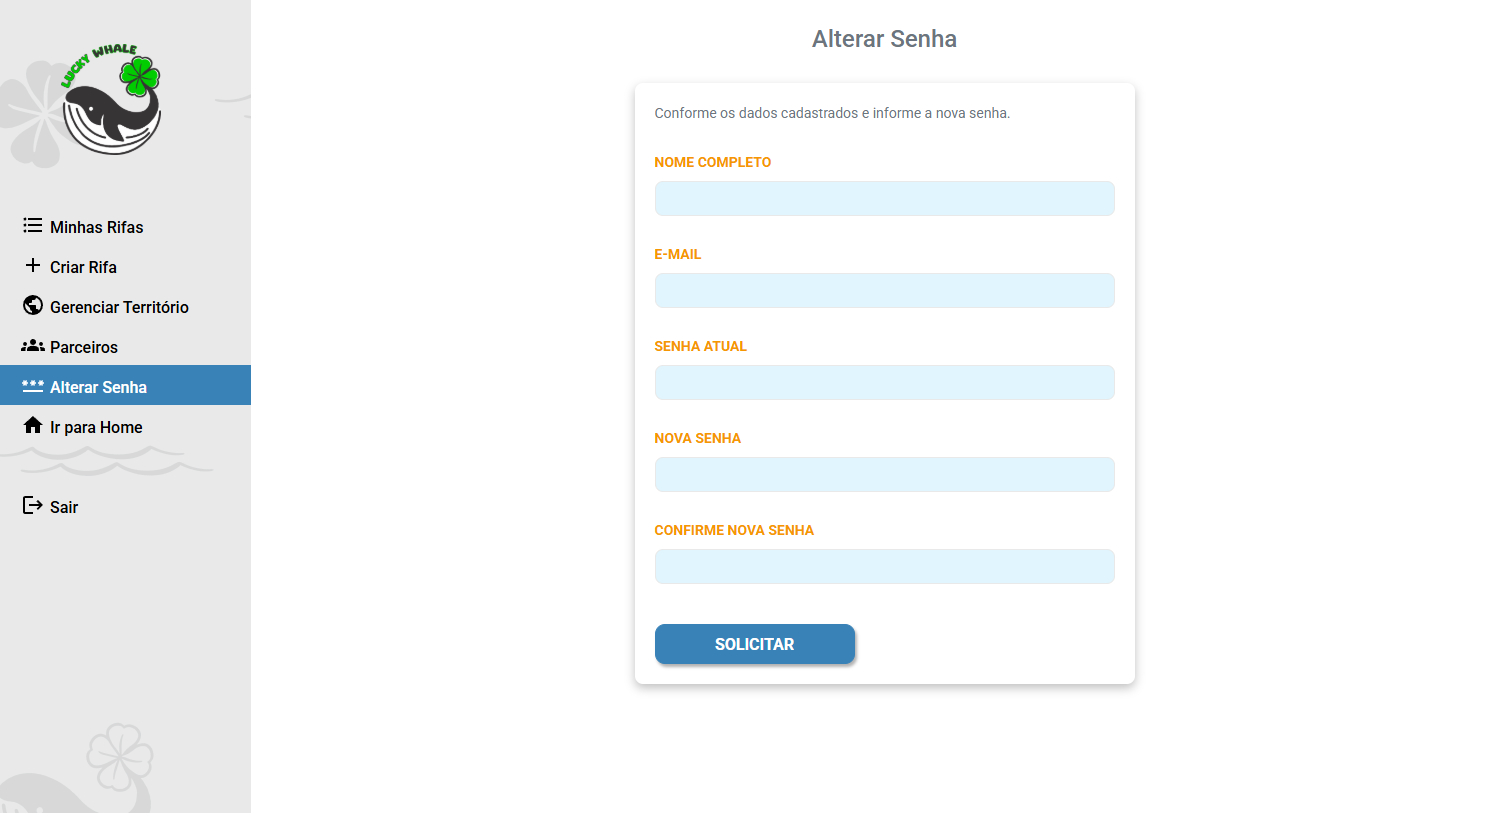 LUCKY WHALE
Minhas Rifas
Criar Rifa
Gerenciar Território
Parceiros
*** Alterar Senha
Ir para Home
Sair
Alterar Senha
Conforme os dados cadastrados e informe a nova senha.
NOME COMPLETO
E-MAIL
SENHA ATUAL
NOVA SENHA
CONFIRME NOVA SENHA
SOLICITAR